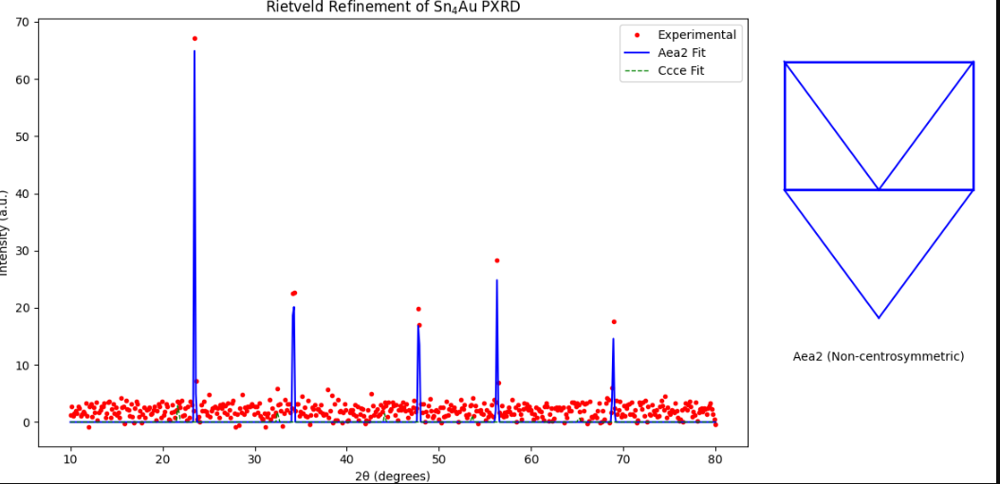 Rietveld Refinement of Sn₄Au PXRD
Experimental
Aea2 Fit
Ccce Fit
Intensity (a.u.)
70
60
50
40
30
20
10
0
10 20 30 40 50 60 70 80
2θ (degrees)
Aea2 (Non-centrosymmetric)